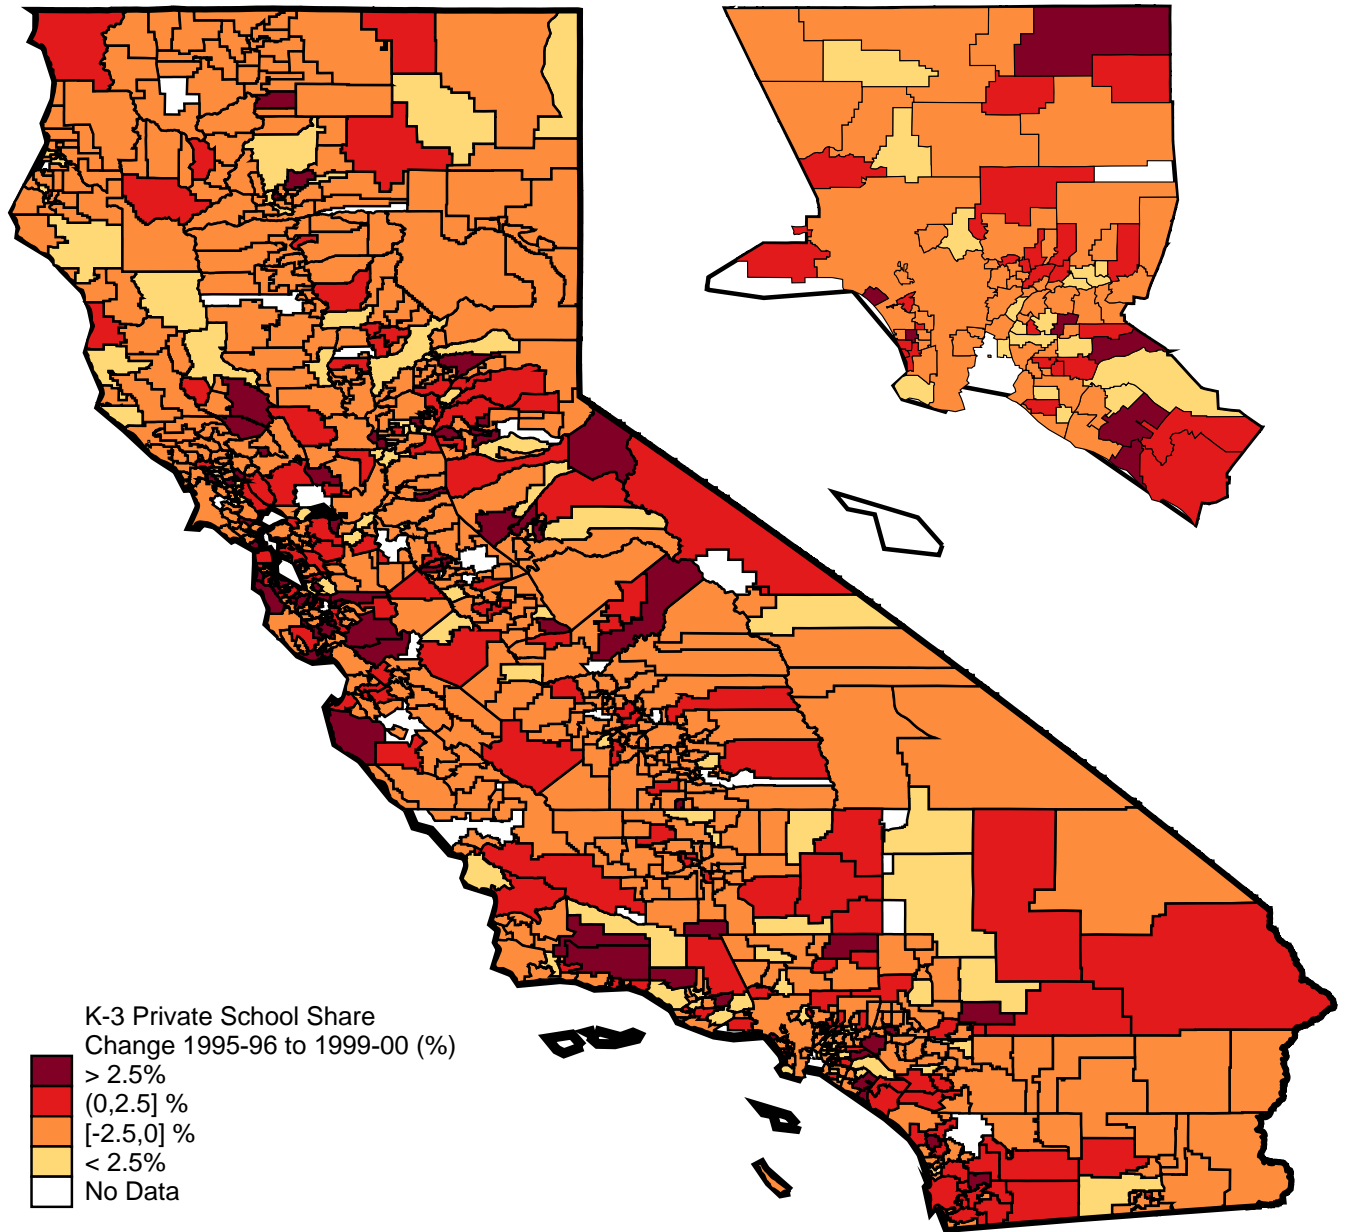 K-3 Private School Share
Change 1995-96 to 1999-00 (%)
> 2.5%
(0,2.5] %
[-2.5,0] %
< 2.5%
No Data